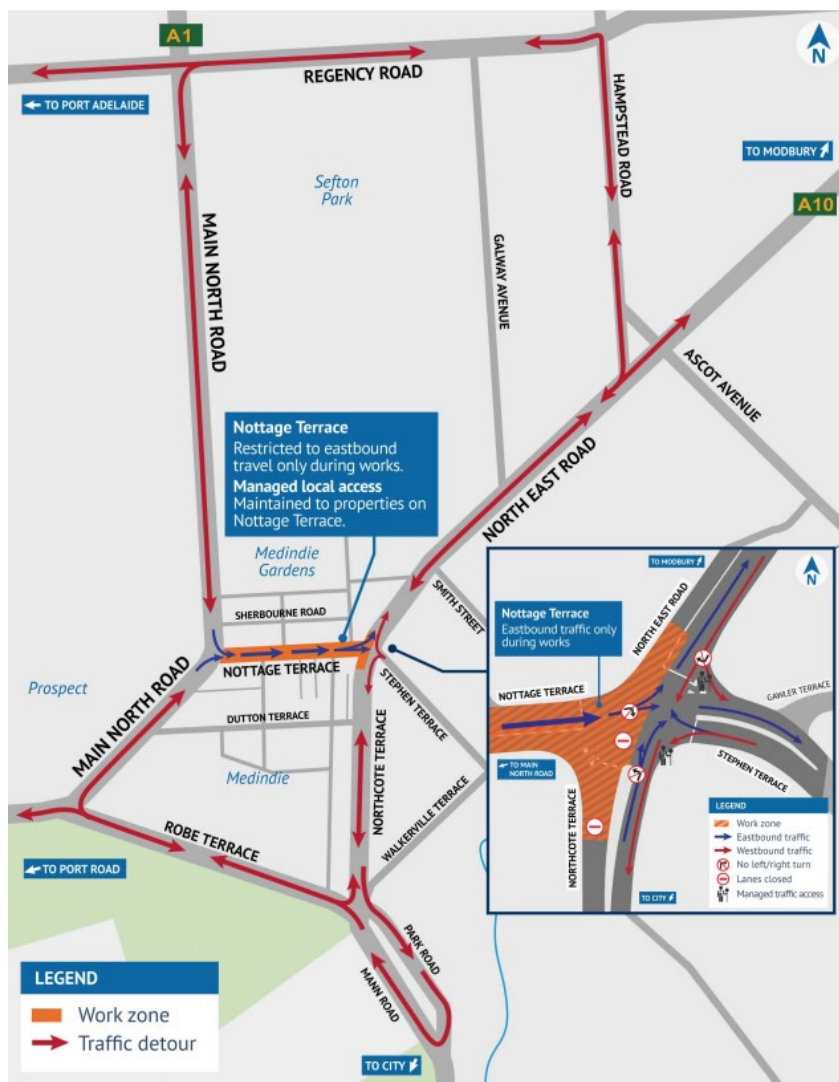 A1
N
REGENCY ROAD
← TO PORT ADELAIDE
HAMPSTEAD ROAD
TO MODBURY
A10
Sefton
Park
GALWAY AVENUE
MAIN NORTH ROAD
ASCOT AVENUE
Nottage Terrace
Restricted to eastbound
travel only during works.
Managed local access
Maintained to properties on
Nottage Terrace.
NORTH EAST ROAD
Medindie
Gardens
SHERBOURNE ROAD
SMITH STREET
NOTTAGE TERRACE
Prospect
MAIN NORTH ROAD
STEPHEN TERRACE
DUTTON TERRACE
Medindie
NORTHCOTE TERRACE
WALKERVILLE TERRACE
ROBE TERRACE
← TO PORT ROAD
PARK ROAD
MANN ROAD
TO CITY
LEGEND
Work zone
Traffic detour
TO MODBURY
N
Nottage Terrace
Eastbound traffic only
during works
NORTH EAST ROAD
NOTTAGE TERRACE
GAWLER TERRACE
← TO MAIN
NORTH ROAD
STEPHEN TERRACE
NORTHCOTE TERRACE
TO CITY
LEGEND
Work zone
Eastbound traffic
Westbound traffic
No left/right turn
Lanes closed
Managed traffic access